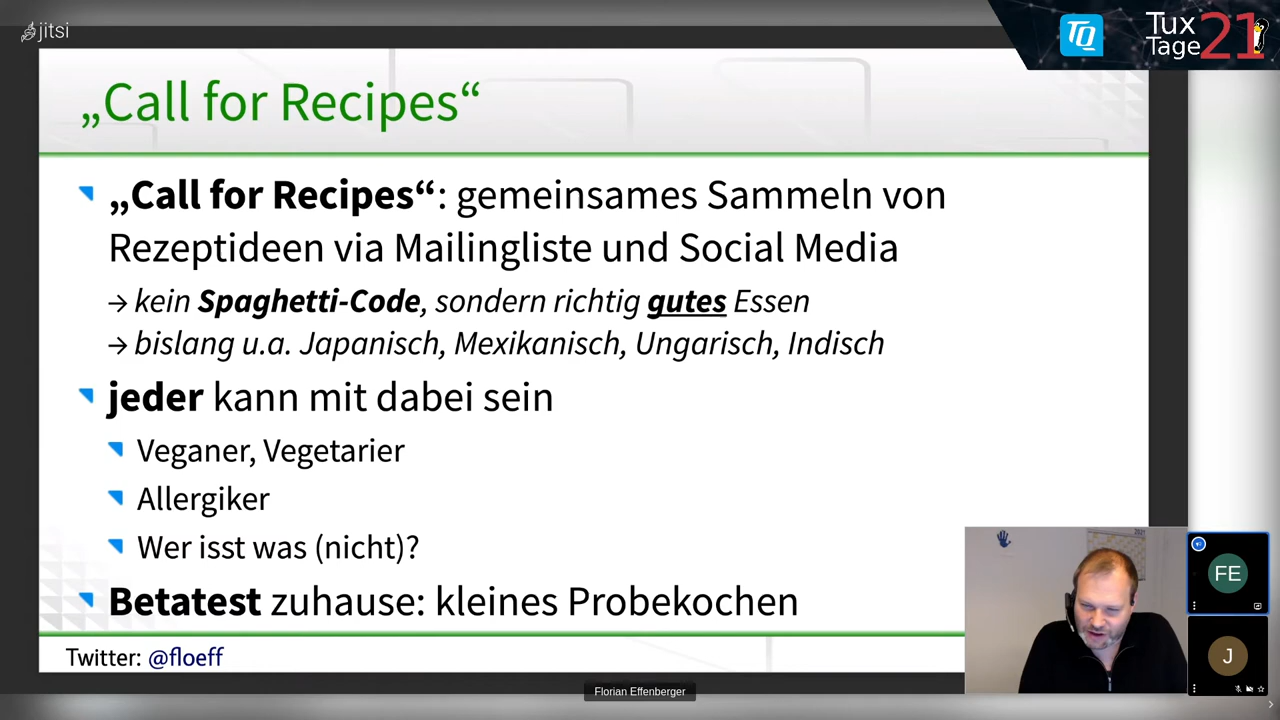 jitsi
TQ
Tux
Tage
21
„Call for Recipes“
„Call for Recipes“: gemeinsames Sammeln von
Rezeptideen via Mailingliste und Social Media
→ kein Spaghetti-Code, sondern richtig gutes Essen
→ bislang u.a. Japanisch, Mexikanisch, Ungarisch, Indisch
jeder kann mit dabei sein
Veganer, Vegetarier
Allergiker
Wer isst was (nicht)?
Betatest zuhause: kleines Probekochen
Twitter: @floeff
2021
FE
J
Florian Effenberger